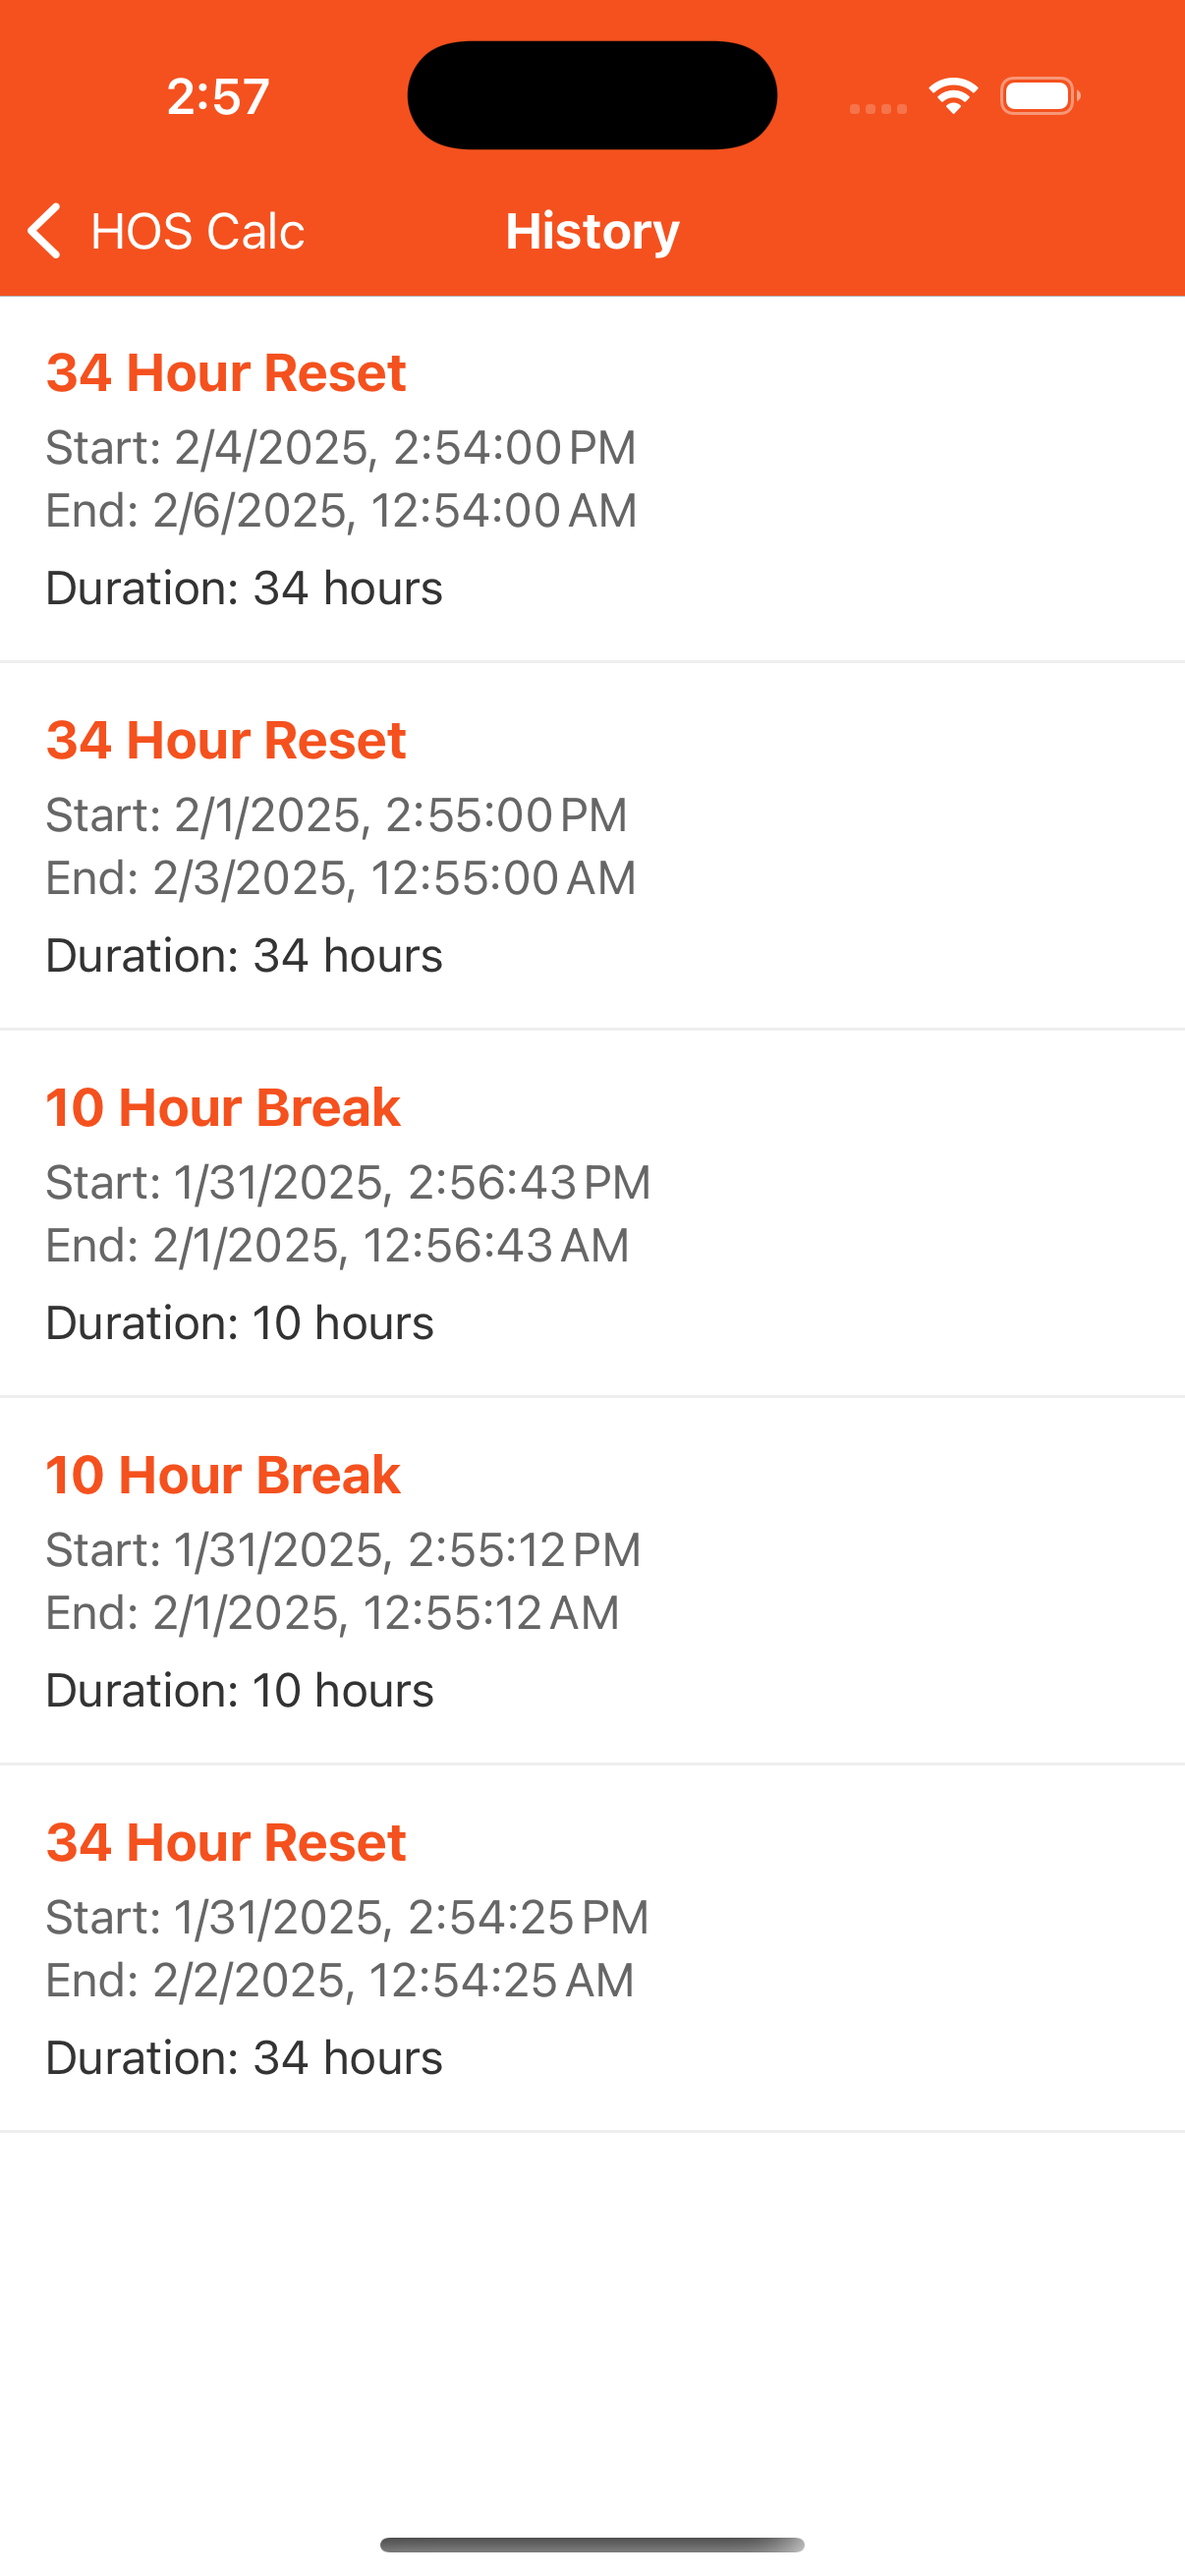 2:57
HOS Calc
History
34 Hour Reset
Start: 2/4/2025, 2:54:00 PM
End: 2/6/2025, 12:54:00 AM
Duration: 34 hours
34 Hour Reset
Start: 2/1/2025, 2:55:00 PM
End: 2/3/2025, 12:55:00 AM
Duration: 34 hours
10 Hour Break
Start: 1/31/2025, 2:56:43 PM
End: 2/1/2025, 12:56:43 AM
Duration: 10 hours
10 Hour Break
Start: 1/31/2025, 2:55:12 PM
End: 2/1/2025, 12:55:12 AM
Duration: 10 hours
34 Hour Reset
Start: 1/31/2025, 2:54:25 PM
End: 2/2/2025, 12:54:25 AM
Duration: 34 hours